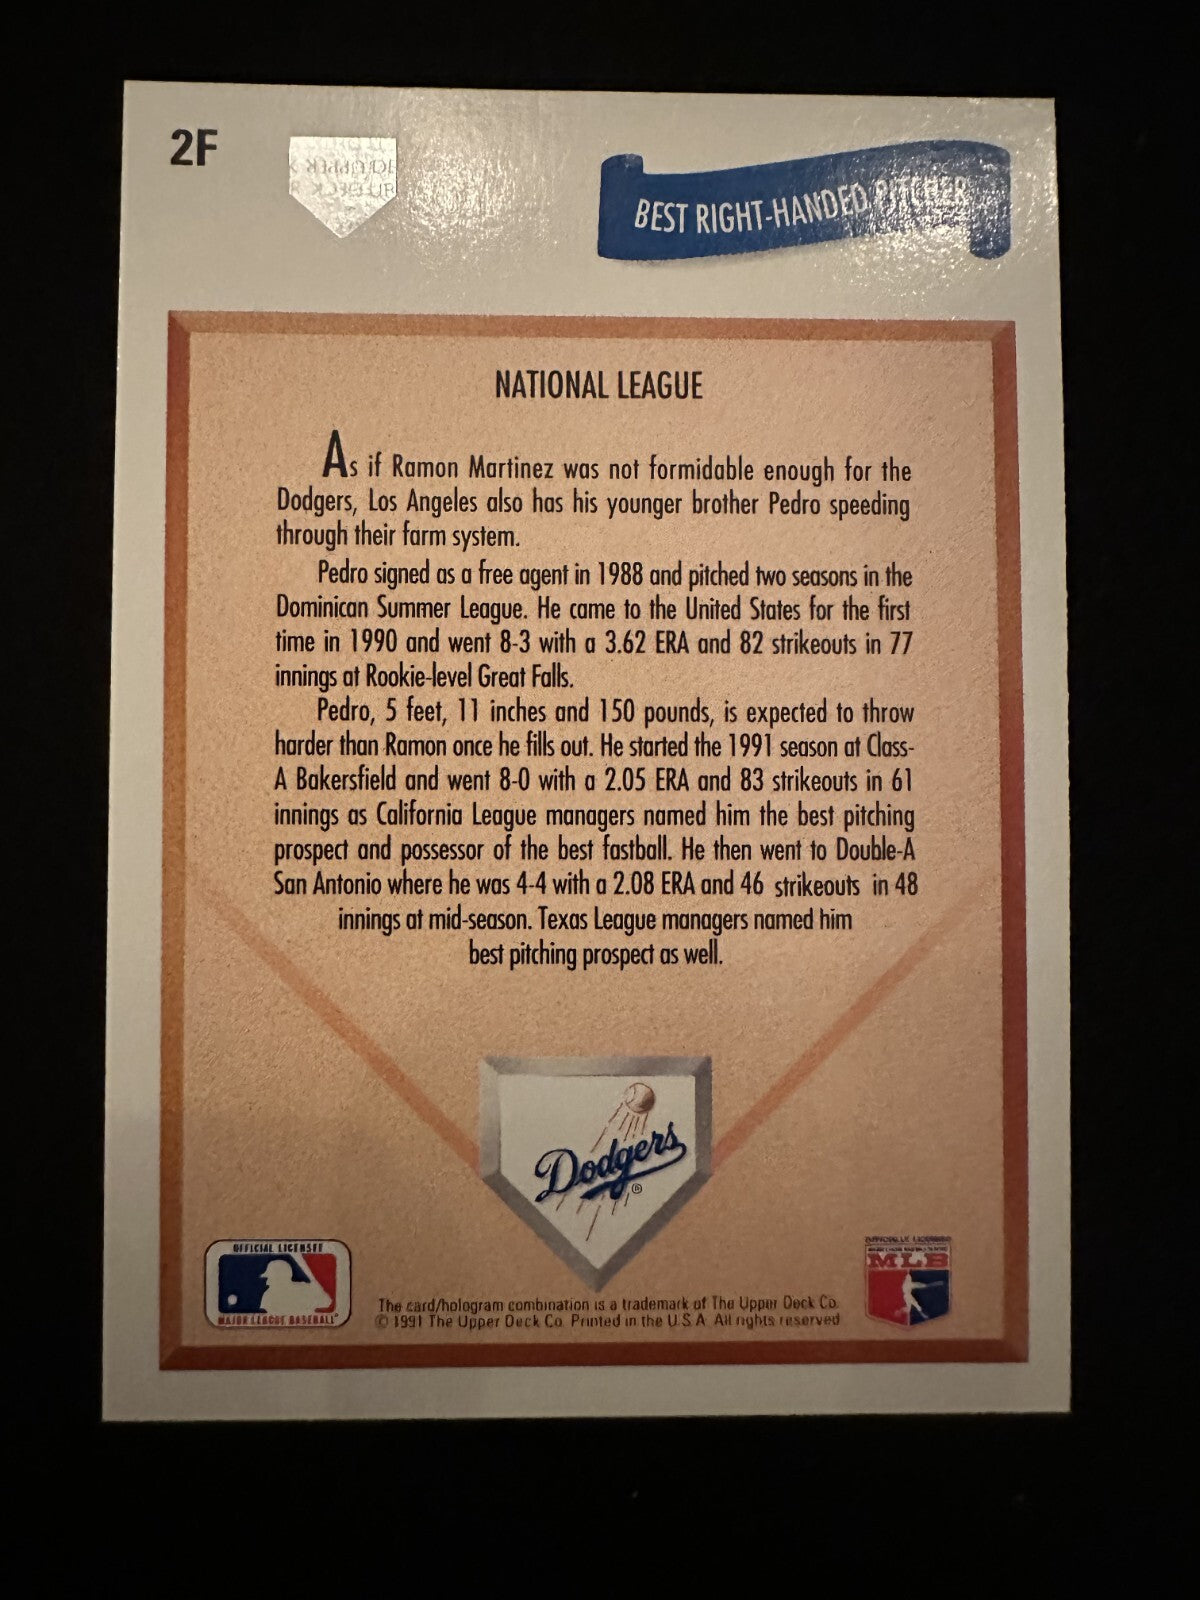 2F
BEST RIGHT-HANDED PITCHER
NATIONAL LEAGUE
As if Ramon Martinez was not formidable enough for the
Dodgers, Los Angeles also has his younger brother Pedro speeding
through their farm system.
Pedro signed as a free agent in 1988 and pitched two seasons in the
Dominican Summer League. He came to the United States for the first
time in 1990 and went 8-3 with a 3.62 ERA and 82 strikeouts in 77
innings at Rookie-level Great Falls.
Pedro, 5 feet, 11 inches and 150 pounds, is expected to throw
harder than Ramon once he fills out. He started the 1991 season at Class-
A Bakersfield and went 8-0 with a 2.05 ERA and 83 strikeouts in 61
innings as California League managers named him the best pitching
prospect and possessor of the best fastball. He then went to Double-A
San Antonio where he was 4-4 with a 2.08 ERA and 46 strikeouts in 48
innings at mid-season. Texas League managers named him
best pitching prospect as well.
Dodgers
®
OFFICIAL LICENSEE
MAJOR LEAGUE BASEBALL
The card/hologram combination is a trademark of The Upper Deck Co.
© 1991 The Upper Deck Co. Printed in the U.S.A. All rights reserved
MLB